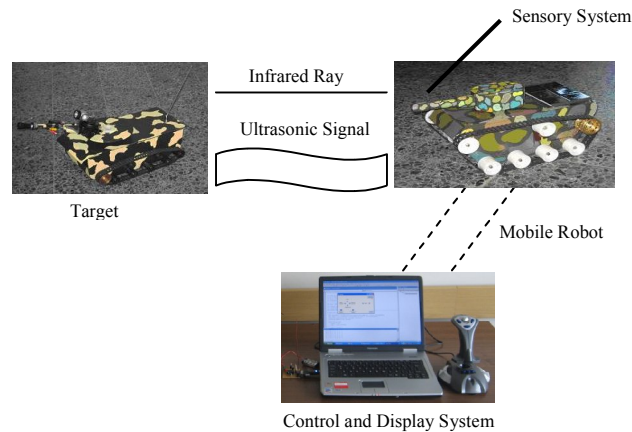 Sensory System
Infrared Ray
Ultrasonic Signal
Target
Mobile Robot
Control and Display System